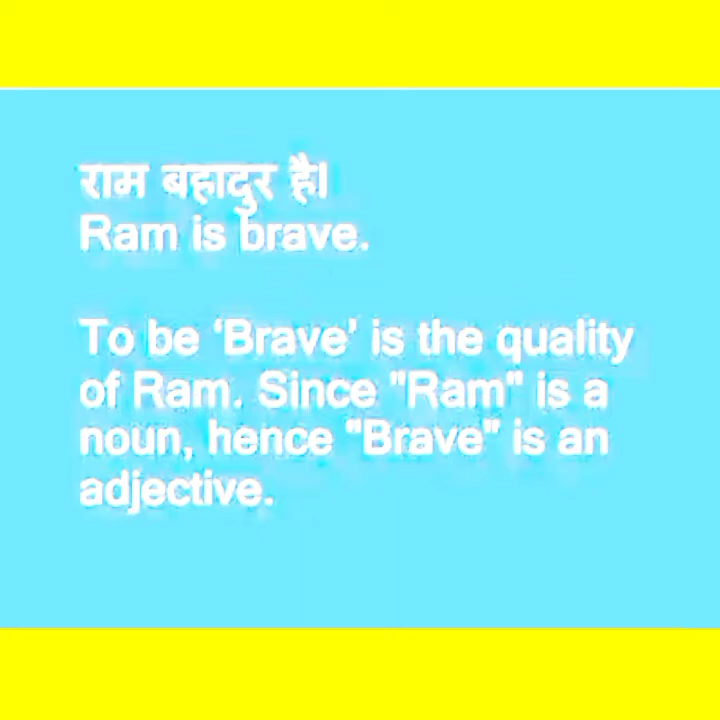 राम बहादुर है।
Ram is brave.
To be ‘Brave’ is the quality
of Ram. Since "Ram" is a
noun, hence "Brave" is an
adjective.